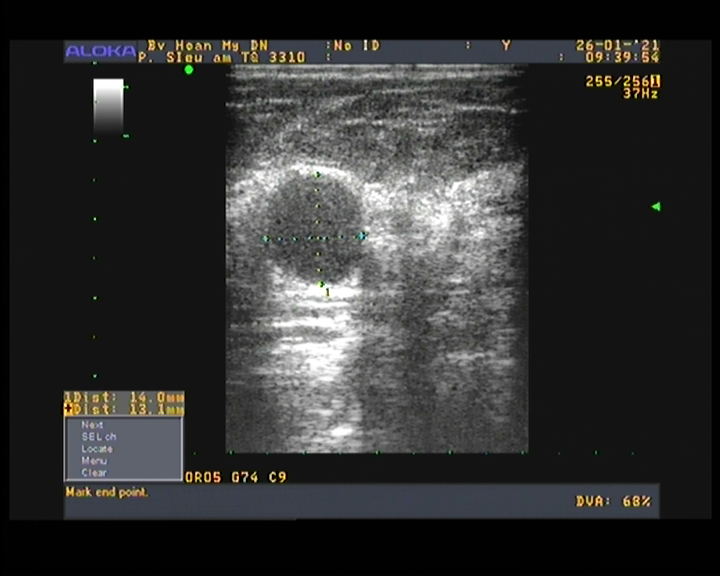 ALOKA Bv Hoan My DN :No ID : Y 26-01-'21
P. SIeu am TQ 3310 : : 09:39:54
255/256
37Hz
1
1Dist: 14.0mm
+Dist: 13.1mm
Next
SEL ch
Locate
Menu
Clear
OR05 G74 C9
Mark end point.
DVA: 68%